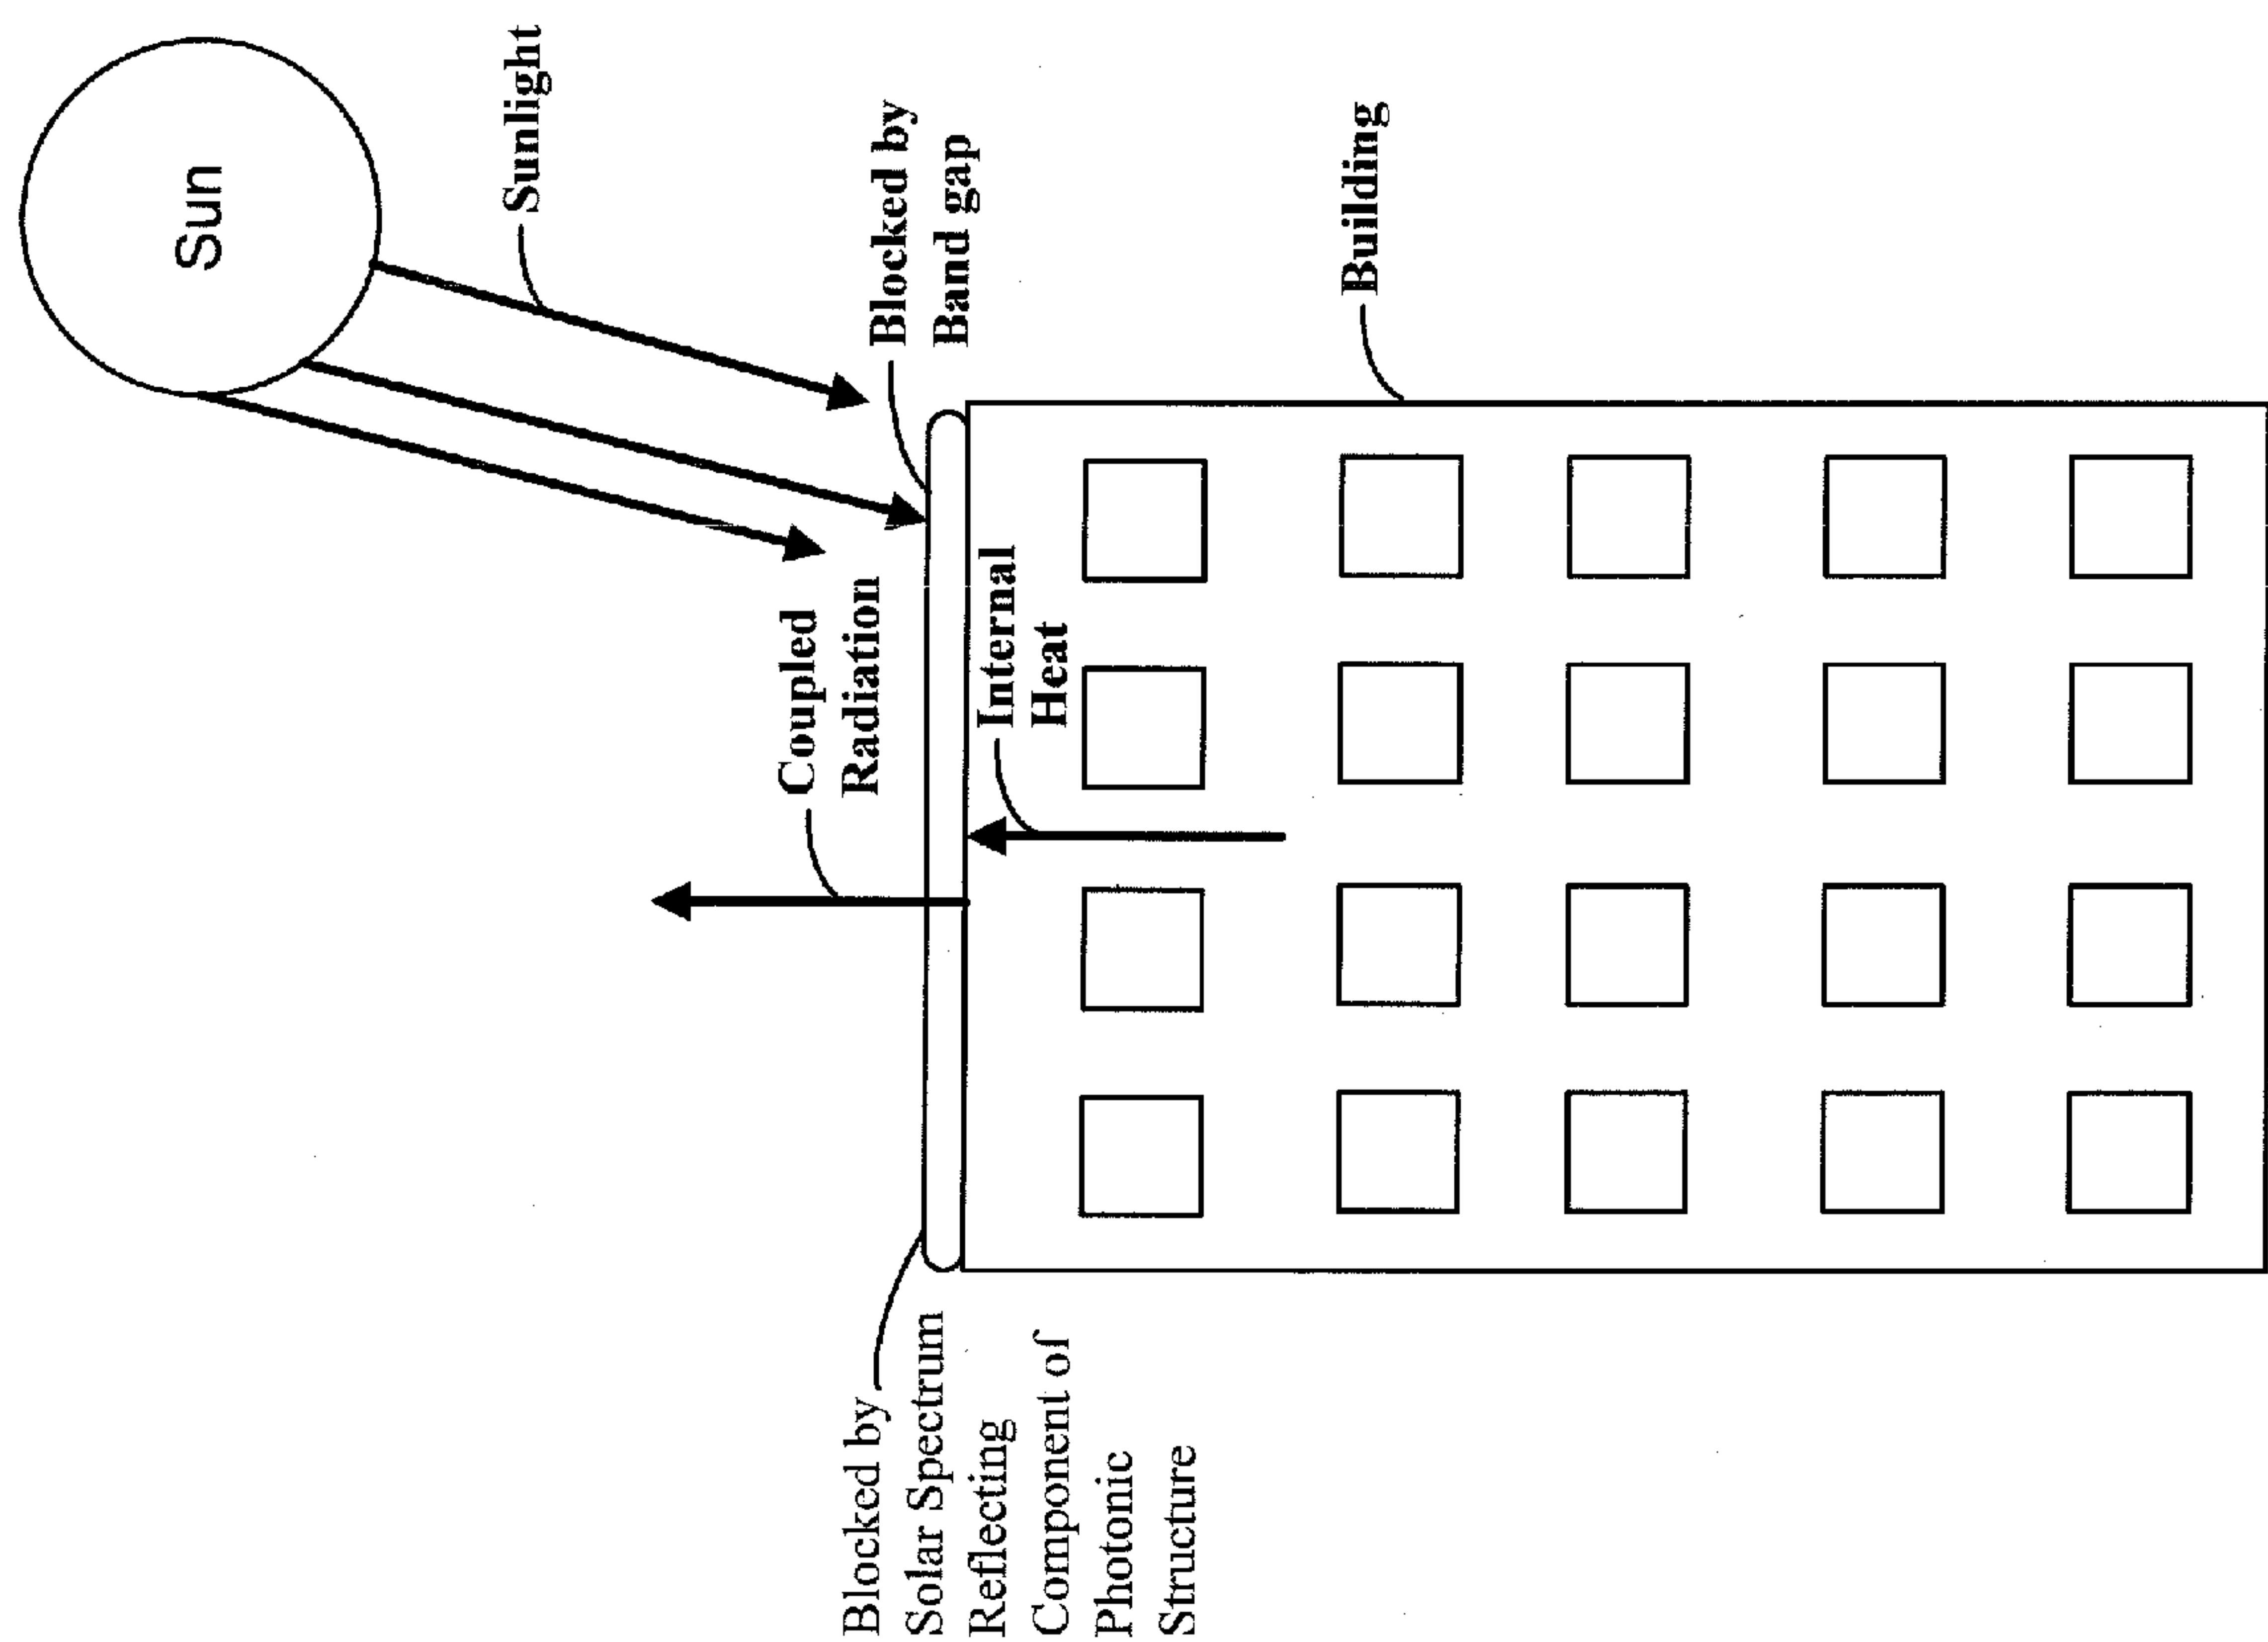 Sun
Sunlight
Blocked by
Band gap
Coupled
Radiation
Internal
Heat
Building
Blocked by
Solar Spectrum
Reflecting
Component of
Photonic
Structure